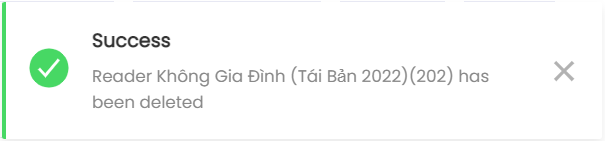 Success
Reader Không Gia Đình (Tái Bản 2022)(202) has
been deleted